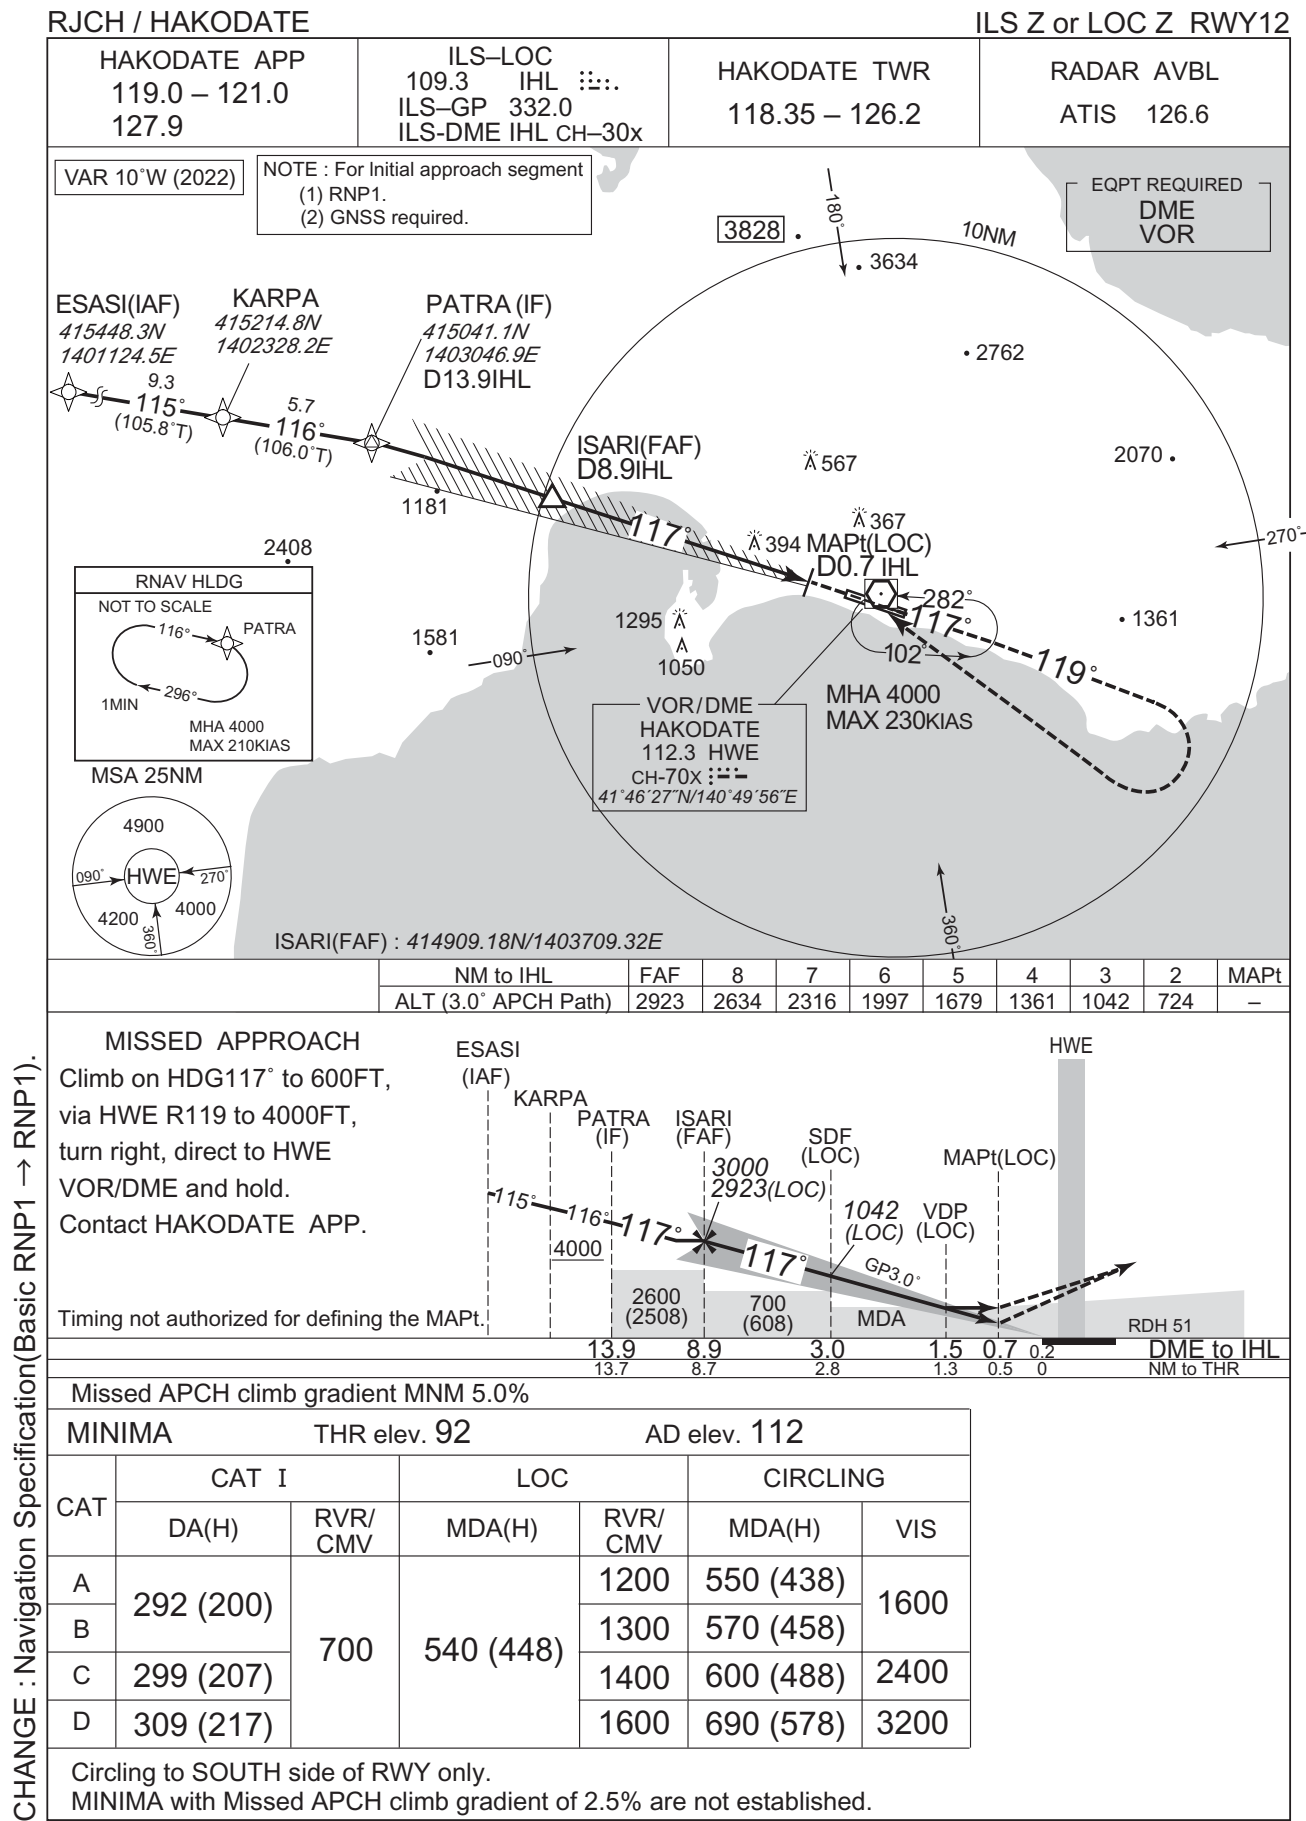 RJCH / HAKODATE
ILS Z or LOC Z RWY12
HAKODATE APP
119.0 – 121.0
127.9
ILS–LOC
109.3 IHL
ILS–GP 332.0
ILS-DME IHL CH–30x
HAKODATE TWR
118.35 – 126.2
RADAR AVBL
ATIS 126.6
VAR 10°W (2022)
NOTE : For Initial approach segment
(1) RNP1.
(2) GNSS required.
EQPT REQUIRED
DME
VOR
180°
3828
3634
10NM
ESASI(IAF)
415448.3N
1401124.5E
KARPA
415214.8N
1402328.2E
PATRA (IF)
415041.1N
1403046.9E
D13.9IHL
2762
9.3
115°
(105.8°T)
5.7
116°
(106.0°T)
ISARI(FAF)
D8.9IHL
567
2070
1181
117°
367
394
MAPt(LOC)
D0.7 IHL
270°
2408
RNAV HLDG
NOT TO SCALE
116°
PATRA
296°
1MIN
MHA 4000
MAX 210KIAS
282°
117°
1295
1361
1581
090°
1050
102°
119°
MHA 4000
MAX 230KIAS
VOR/DME
HAKODATE
112.3 HWE
CH-70X
41°46´27˝N/140°49´56˝E
MSA 25NM
4900
090°
HWE
270°
4200
4000
360°
360°
ISARI(FAF) : 414909.18N/1403709.32E
NM to IHL FAF 8 7 6 5 4 3 2 MAPt
ALT (3.0° APCH Path) 2923 2634 2316 1997 1679 1361 1042 724 –
MISSED APPROACH
Climb on HDG117° to 600FT,
via HWE R119 to 4000FT,
turn right, direct to HWE
VOR/DME and hold.
Contact HAKODATE APP.
Timing not authorized for defining the MAPt.
ESASI
(IAF)
KARPA
PATRA
(IF)
ISARI
(FAF)
SDF
(LOC)
MAPt(LOC)
HWE
3000
2923(LOC)
1042
(LOC)
VDP
(LOC)
115°
116°
117°
117°
GP3.0°
4000
2600
(2508)
700
(608)
MDA
RDH 51
13.9 8.9 3.0 1.5 0.7 0.2 DME to IHL
13.7 8.7 2.8 1.3 0.5 0 NM to THR
Missed APCH climb gradient MNM 5.0%
MINIMA THR elev. 92 AD elev. 112
CAT
CAT I LOC CIRCLING
DA(H)
RVR/
CMV
MDA(H)
RVR/
CMV
MDA(H)
VIS
A 292 (200) 700 540 (448) 1200 550 (438) 1600
B 1300 570 (458)
C 299 (207) 1400 600 (488) 2400
D 309 (217) 1600 690 (578) 3200
Circling to SOUTH side of RWY only.
MINIMA with Missed APCH climb gradient of 2.5% are not established.
CHANGE : Navigation Specification(Basic RNP1 → RNP1).